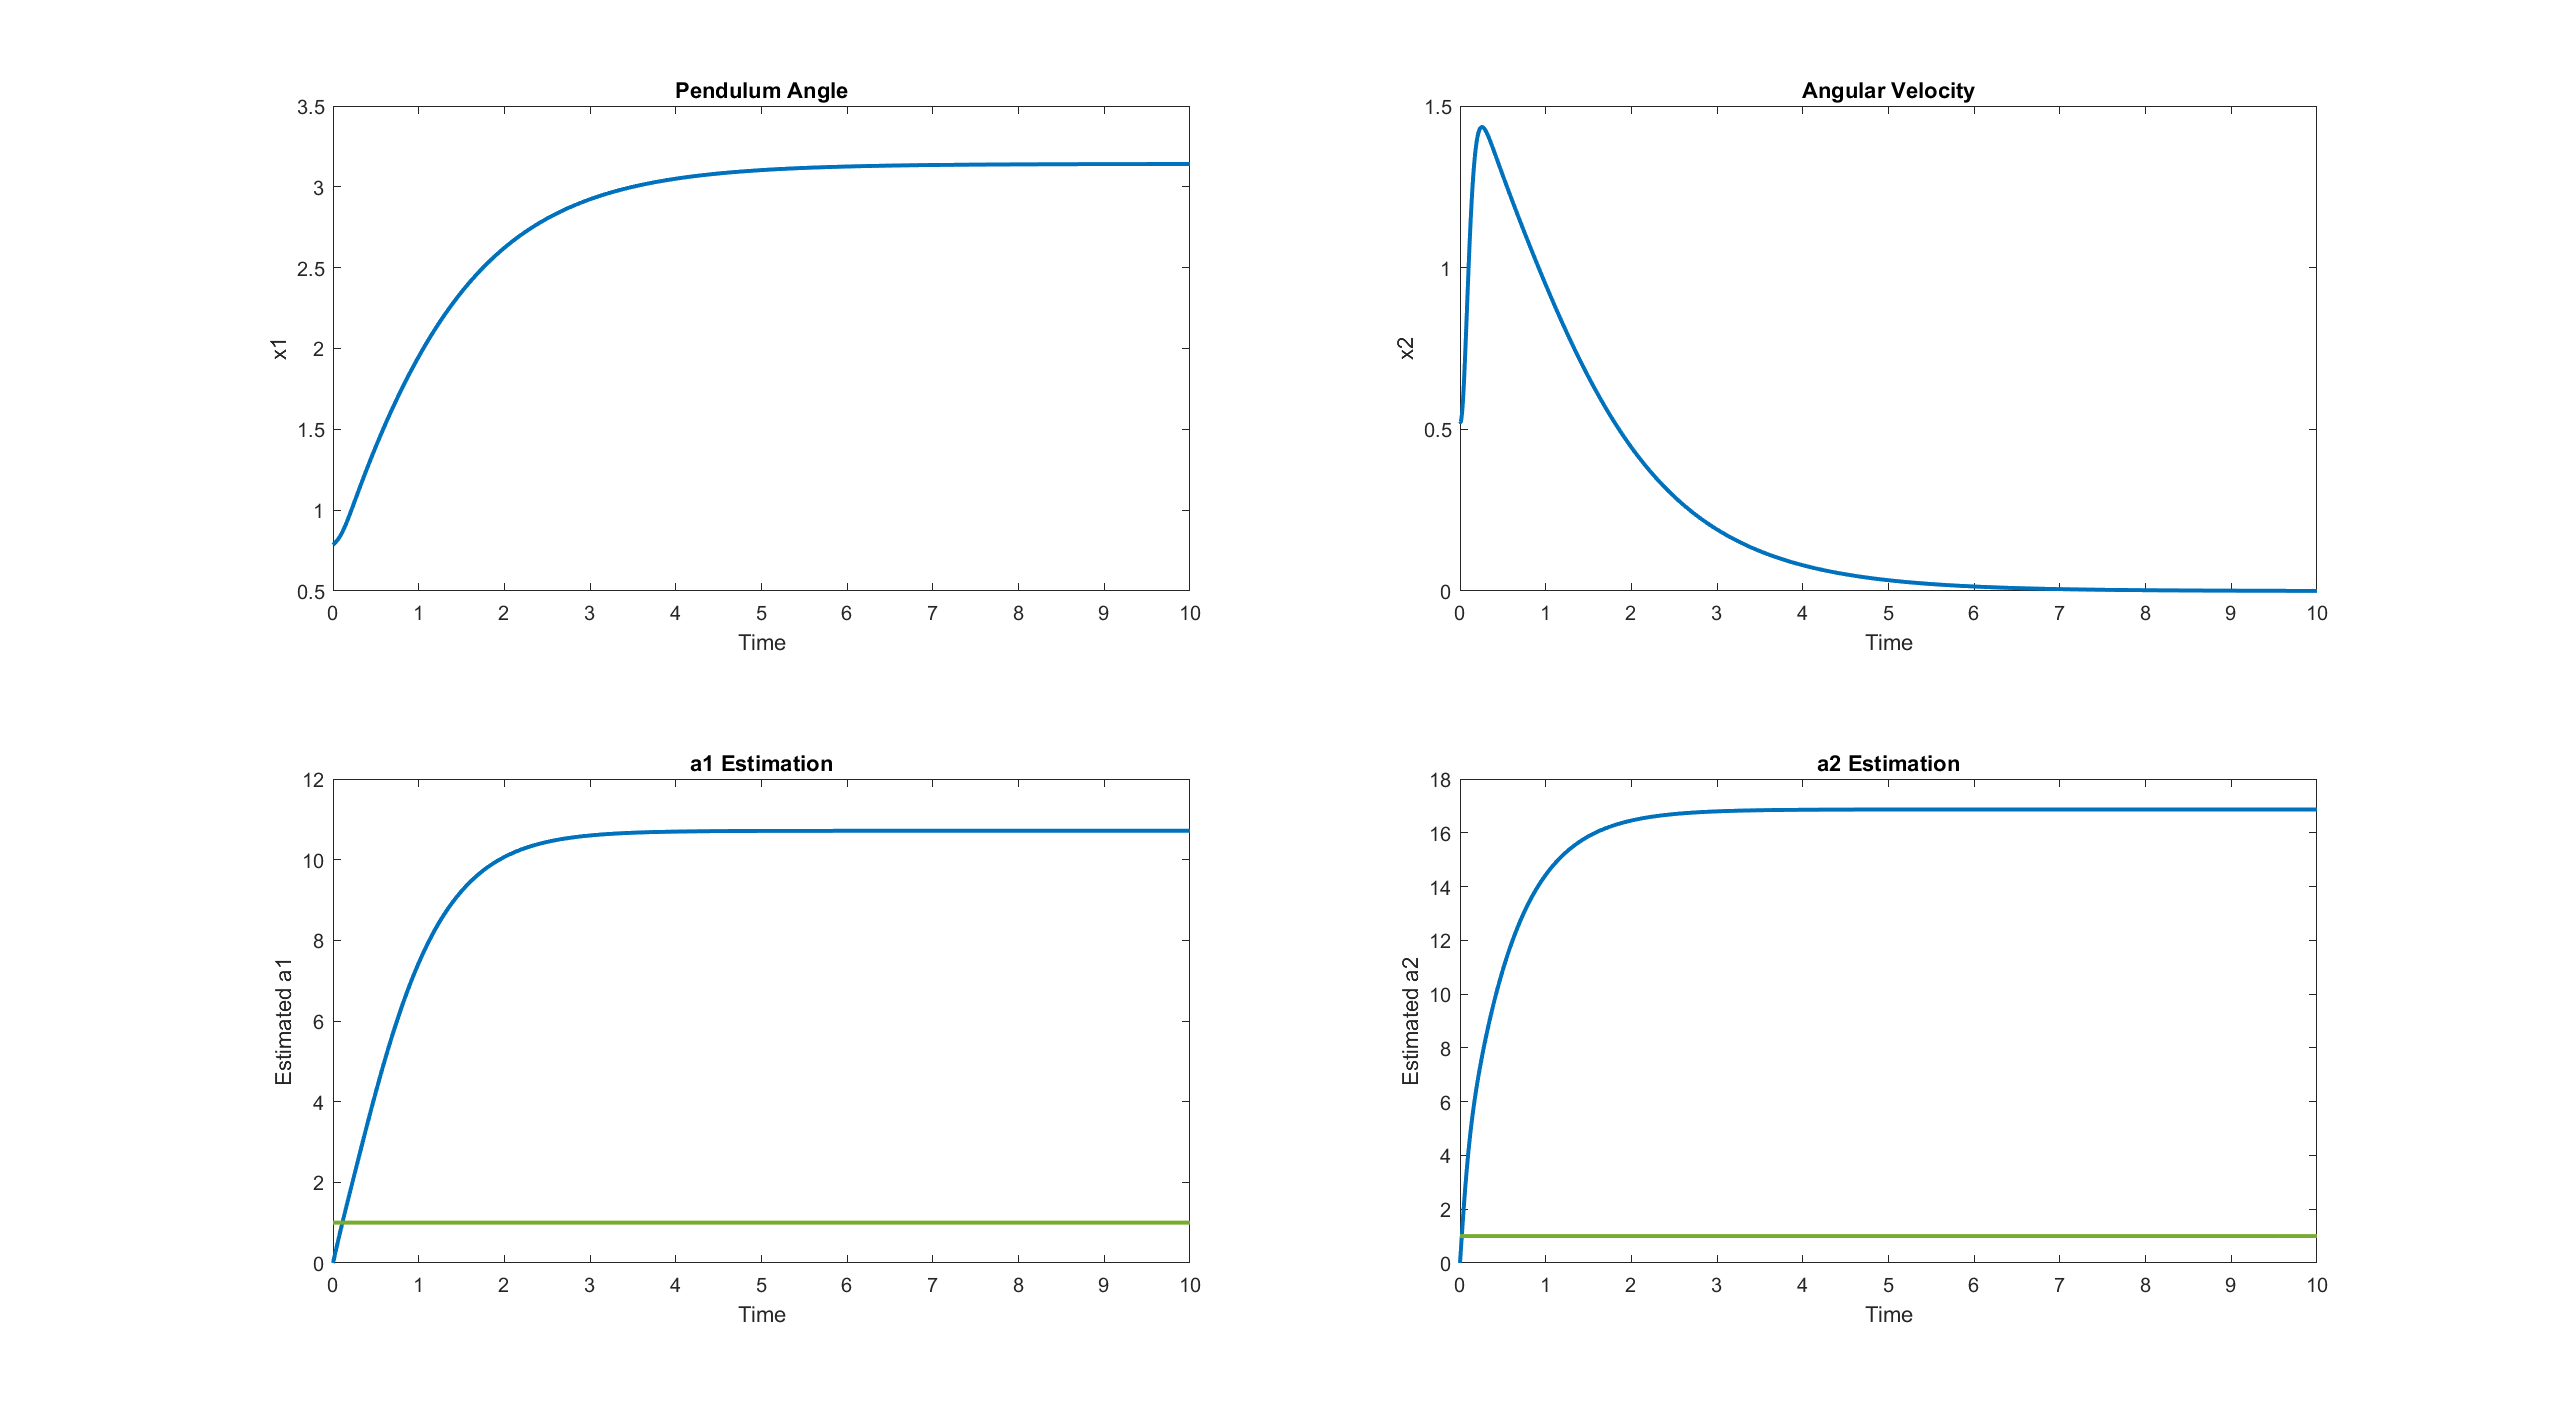 Pendulum Angle
3.5
3
2.5
2
1.5
1
0.5
x1
0 1 2 3 4 5 6 7 8 9 10
Time
Angular Velocity
1.5
1
0.5
0
x2
0 1 2 3 4 5 6 7 8 9 10
Time
a1 Estimation
12
10
8
6
4
2
0
Estimated a1
0 1 2 3 4 5 6 7 8 9 10
Time
a2 Estimation
18
16
14
12
10
8
6
4
2
0
Estimated a2
0 1 2 3 4 5 6 7 8 9 10
Time